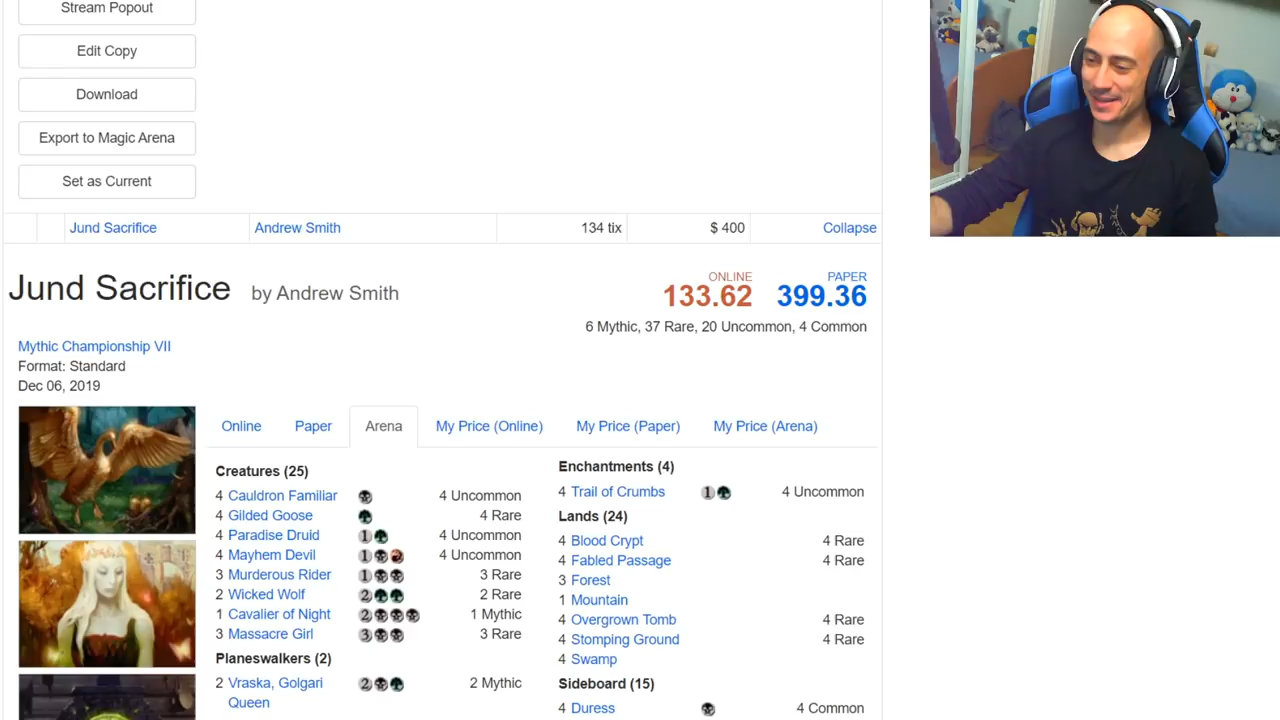 Stream Popout
Edit Copy
Download
Export to Magic Arena
Set as Current
Jund Sacrifice Andrew Smith 134 tix $ 400 Collapse
Jund Sacrifice by Andrew Smith
ONLINE PAPER
133.62 399.36
6 Mythic, 37 Rare, 20 Uncommon, 4 Common
Mythic Championship VII
Format: Standard
Dec 06, 2019
Online Paper Arena My Price (Online) My Price (Paper) My Price (Arena)
Creatures (25)
4 Cauldron Familiar 4 Uncommon
4 Gilded Goose 4 Rare
4 Paradise Druid 1 4 Uncommon
4 Mayhem Devil 1 4 Uncommon
3 Murderous Rider 1 3 Rare
2 Wicked Wolf 2 2 Rare
1 Cavalier of Night 2 1 Mythic
3 Massacre Girl 3 3 Rare
Planeswalkers (2)
2 Vraska, Golgari 2 2 Mythic
Queen
Enchantments (4)
4 Trail of Crumbs 1 4 Uncommon
Lands (24)
4 Blood Crypt 4 Rare
4 Fabled Passage 4 Rare
3 Forest
1 Mountain
4 Overgrown Tomb 4 Rare
4 Stomping Ground 4 Rare
4 Swamp
Sideboard (15)
4 Duress 4 Common